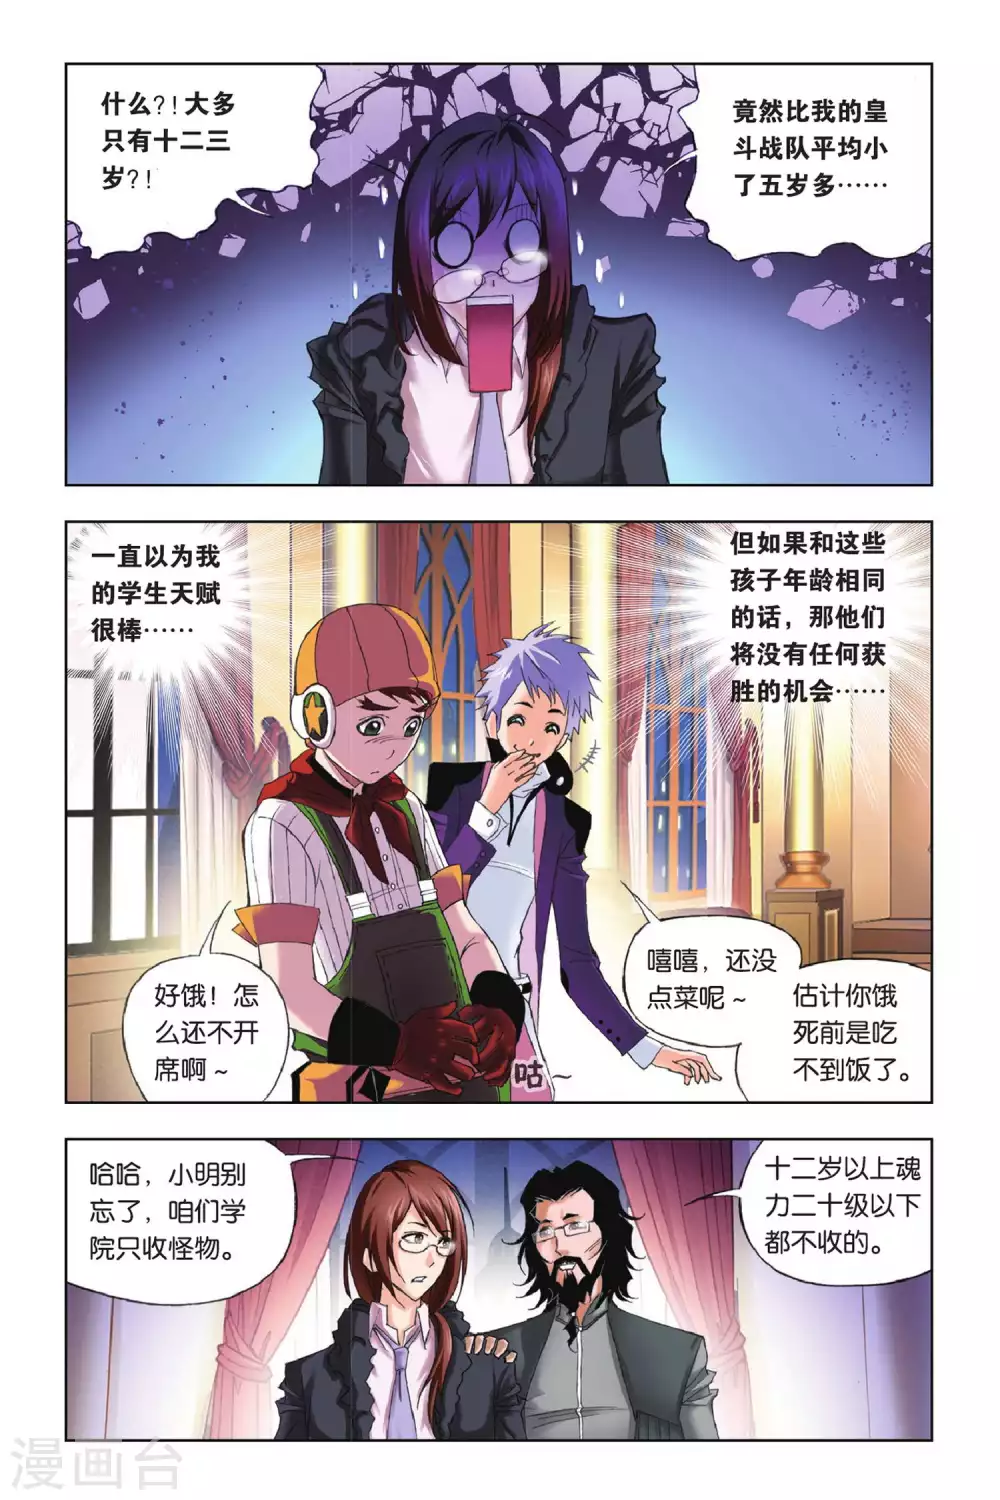 什么?!大多
只有十二三
岁?!
竟然比我的皇
斗战队平均小
了五岁多……
一直以为我
的学生天赋
很棒……
但如果和这些
孩子年龄相同
的话，那他们
将没有任何获
胜的机会……
好饿！怎
么还不开
席啊～
嘻嘻，还没
点菜呢～
估计你饿
死前是吃
不到饭了。
咕～
哈哈，小明别
忘了，咱们学
院只收怪物。
十二岁以上魂
力二十级以下
都不收的。
漫画台